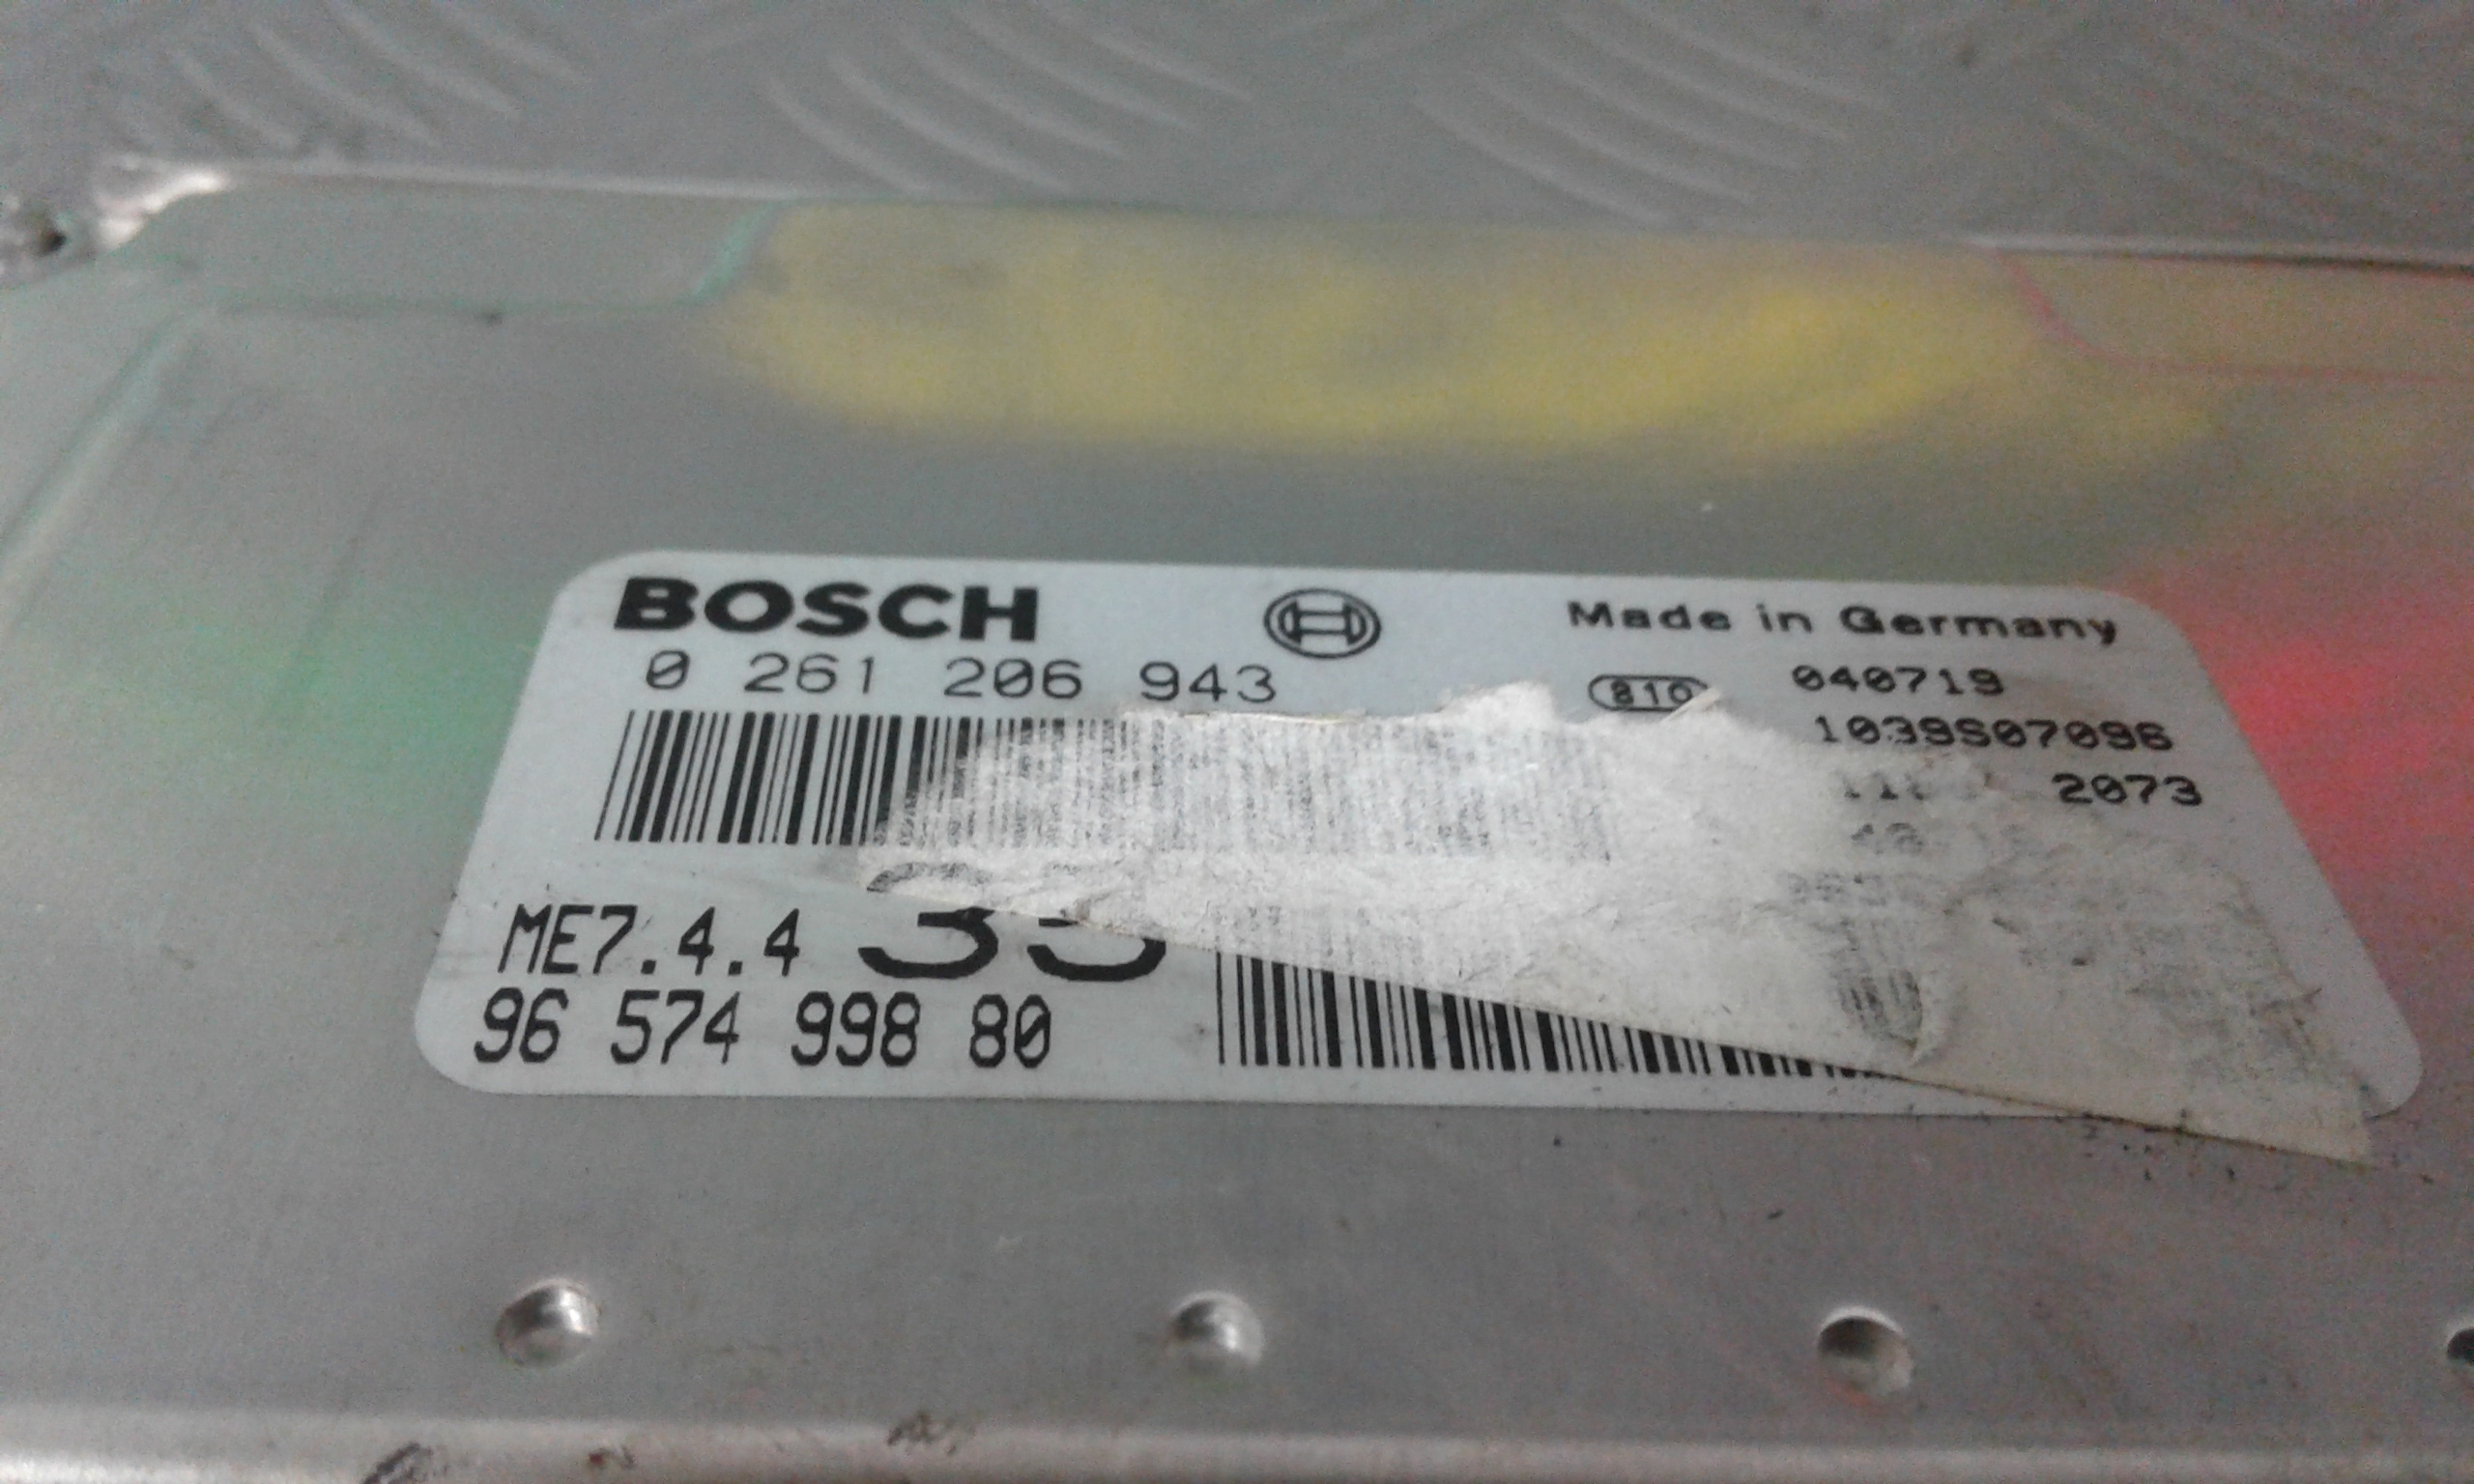 BOSCH
Made in Germany
0 261 206 943
810
040719
1039S07096
2073
ME7.4.4
96 574 998 80